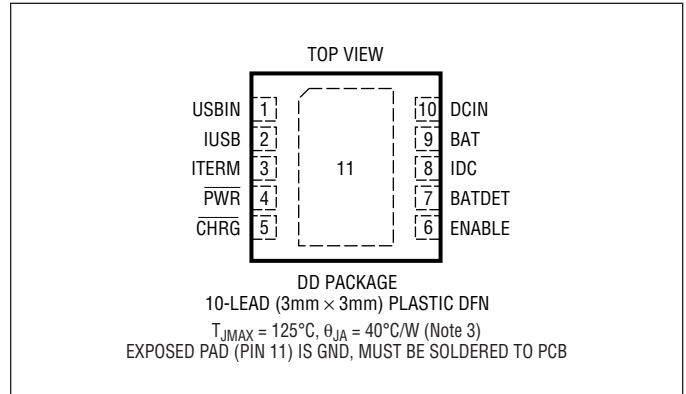 TOP VIEW
USBIN 1
IUSB 2
ITERM 3
PWR 4
CHRG 5
11
10 DCIN
9 BAT
8 IDC
7 BATDET
6 ENABLE
DD PACKAGE
10-LEAD (3mm × 3mm) PLASTIC DFN
TJMAX = 125°C, θJA = 40°C/W (Note 3)
EXPOSED PAD (PIN 11) IS GND, MUST BE SOLDERED TO PCB